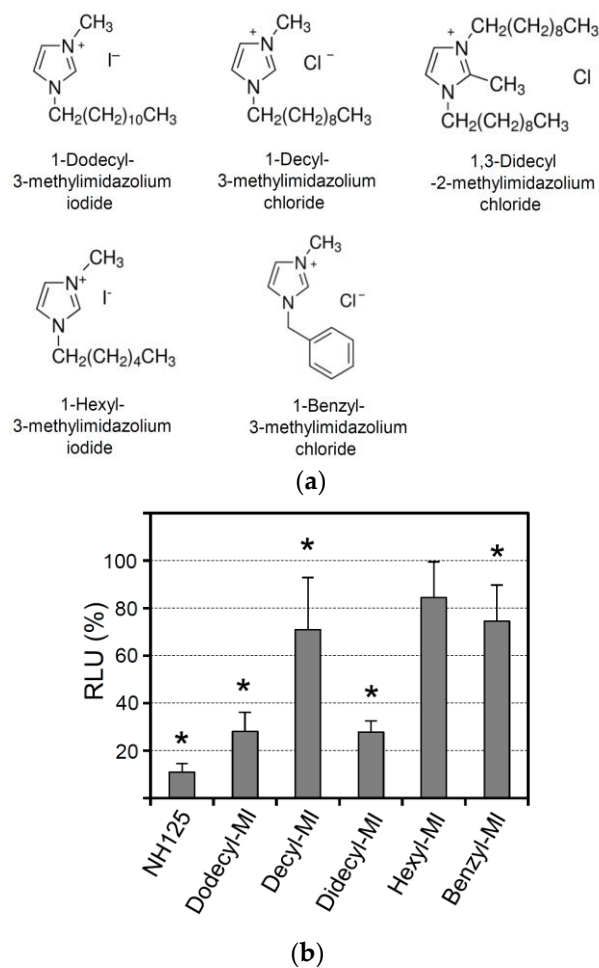 CH3
N
+
I–
N
CH2(CH2)10CH3
1-Dodecyl-
3-methylimidazolium
iodide
CH3
N
+
Cl –
N
CH2(CH2)8CH3
1-Decyl-
3-methylimidazolium
chloride
+
N
CH2(CH2)8CH3
CH3
N
Cl
CH2(CH2)8CH3
1,3-Didecyl
-2-methylimidazolium
chloride
CH3
N+
I-
N
CH2(CH2)4CH3
1-Hexyl-
3-methylimidazolium
iodide
CH3
N
+
N
Cl–
1-Benzyl-
3-methylimidazolium
chloride
(a)
RLU (%)
100
80
60
40
20
*
*
*
*
*
NH125
Dodecyl-MI
Decyl-MI
Didecyl-MI
Hexyl-MI
Benzyl-MI
(b)